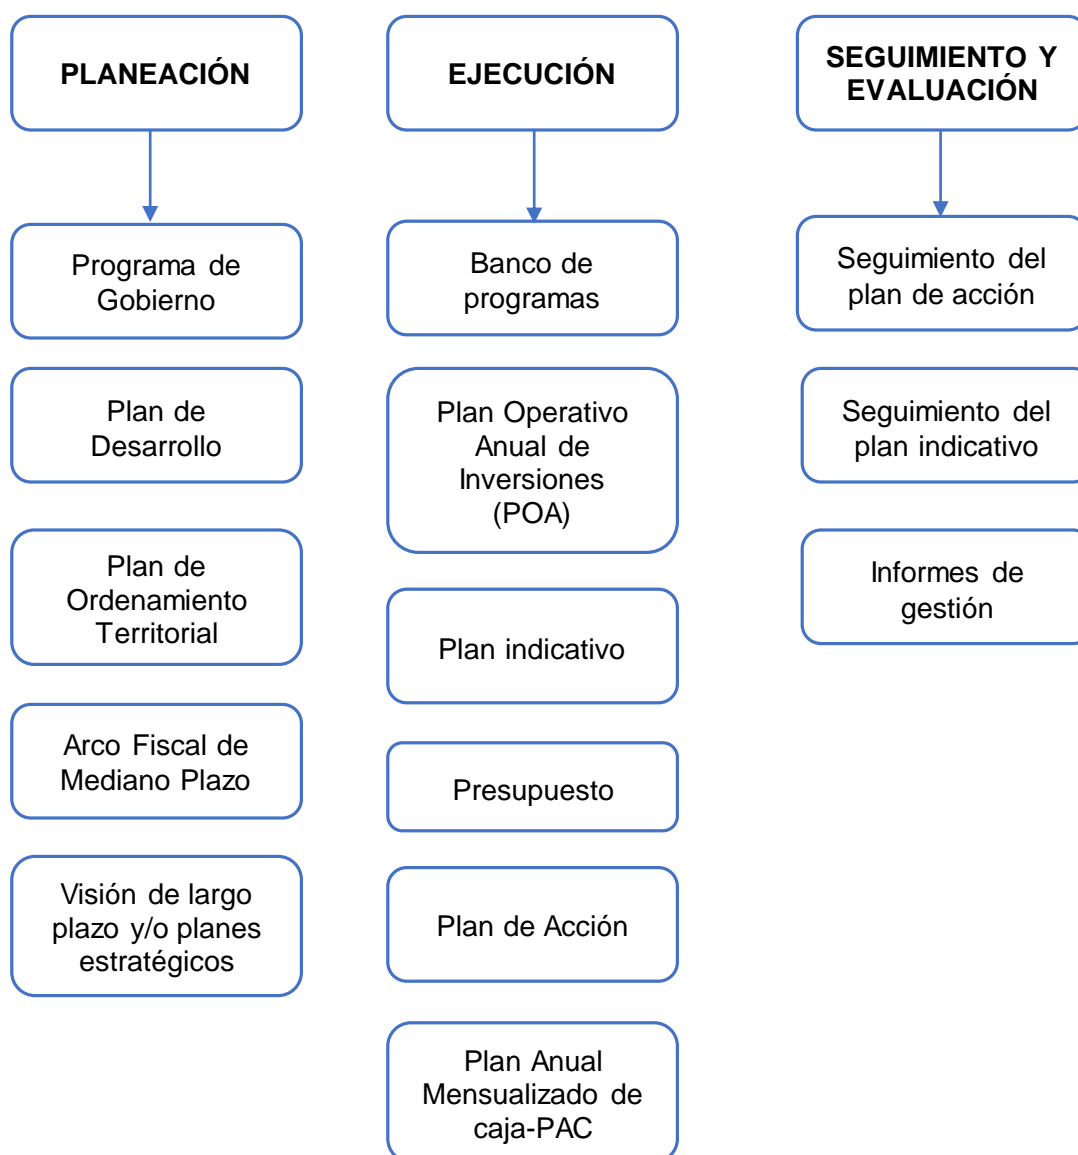 PLANEACIÓN
Programa de
Gobierno
Plan de
Desarrollo
Plan de
Ordenamiento
Territorial
Arco Fiscal de
Mediano Plazo
Visión de largo
plazo y/o planes
estratégicos
EJECUCIÓN
Banco de
programas
Plan Operativo
Anual de
Inversiones
(POA)
Plan indicativo
Presupuesto
Plan de Acción
Plan Anual
Mensualizado de
caja-PAC
SEGUIMIENTO Y
EVALUACIÓN
Seguimiento del
plan de acción
Seguimiento del
plan indicativo
Informes de
gestión